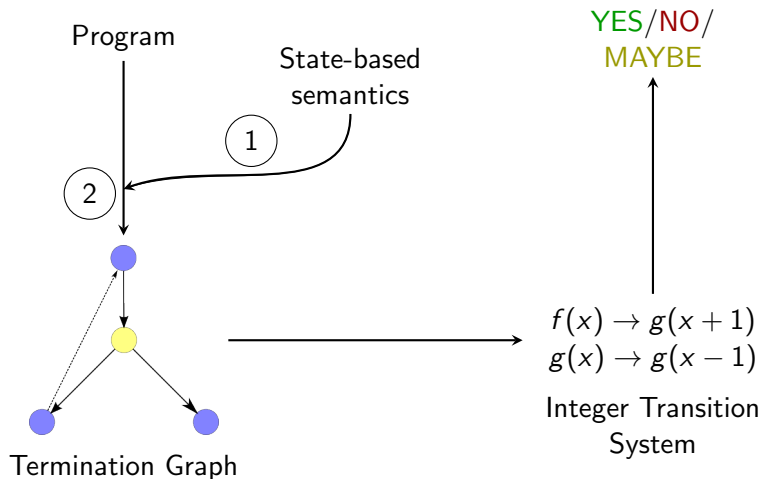 Program
State-based
semantics
1
2
Termination Graph
f(x) → g(x + 1)
g(x) → g(x − 1)
Integer Transition
System
YES/NO/
MAYBE